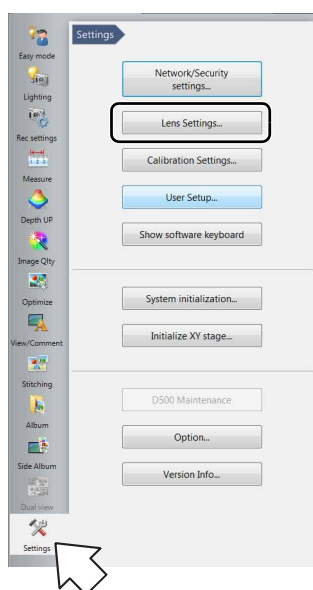 Settings
Easy mode
Lighting
Rec settings
Measure
Depth UP
Image Qlty
Optimize
View/Comment
Stitching
Album
Side Album
Dual view
Settings
Network/Security
settings...
Lens Settings...
Calibration Settings...
User Setup...
Show software keyboard
System initialization...
Initialize XY stage...
D500 Maintenance
Option...
Version Info...